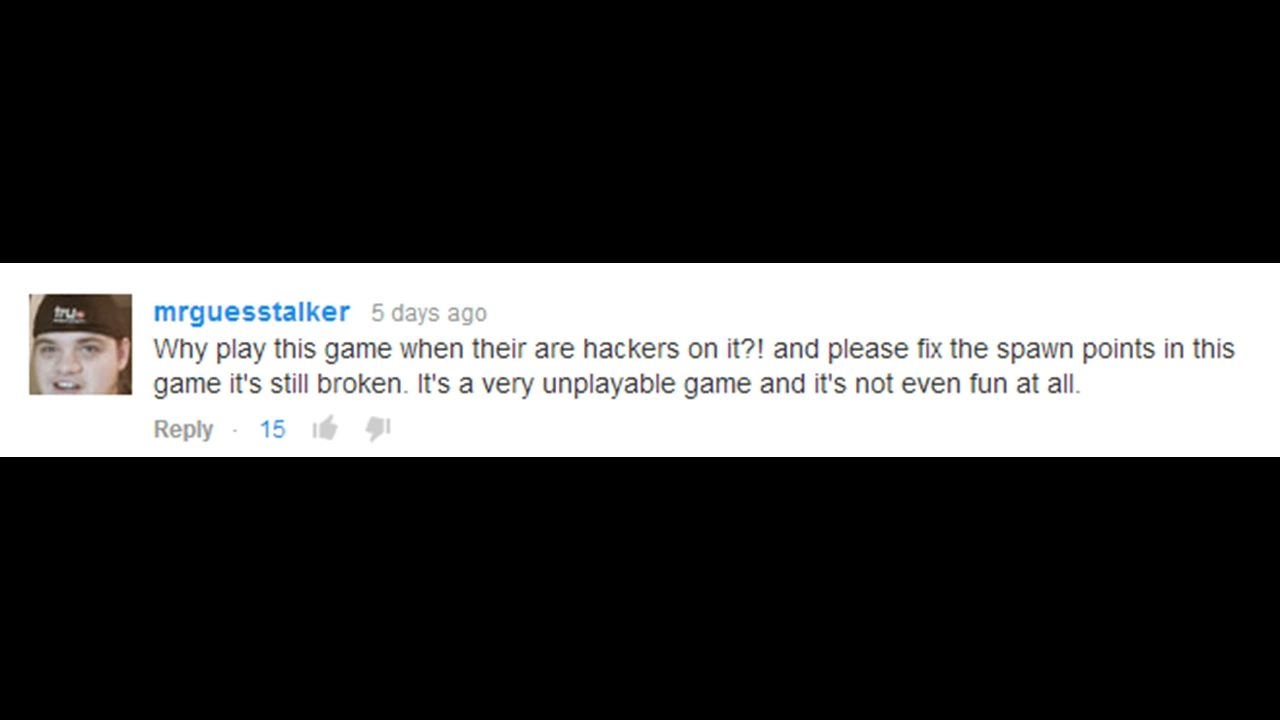 mrguesstalker 5 days ago
Why play this game when their are hackers on it?! and please fix the spawn points in this
game it's still broken. It's a very unplayable game and it's not even fun at all.
Reply · 15